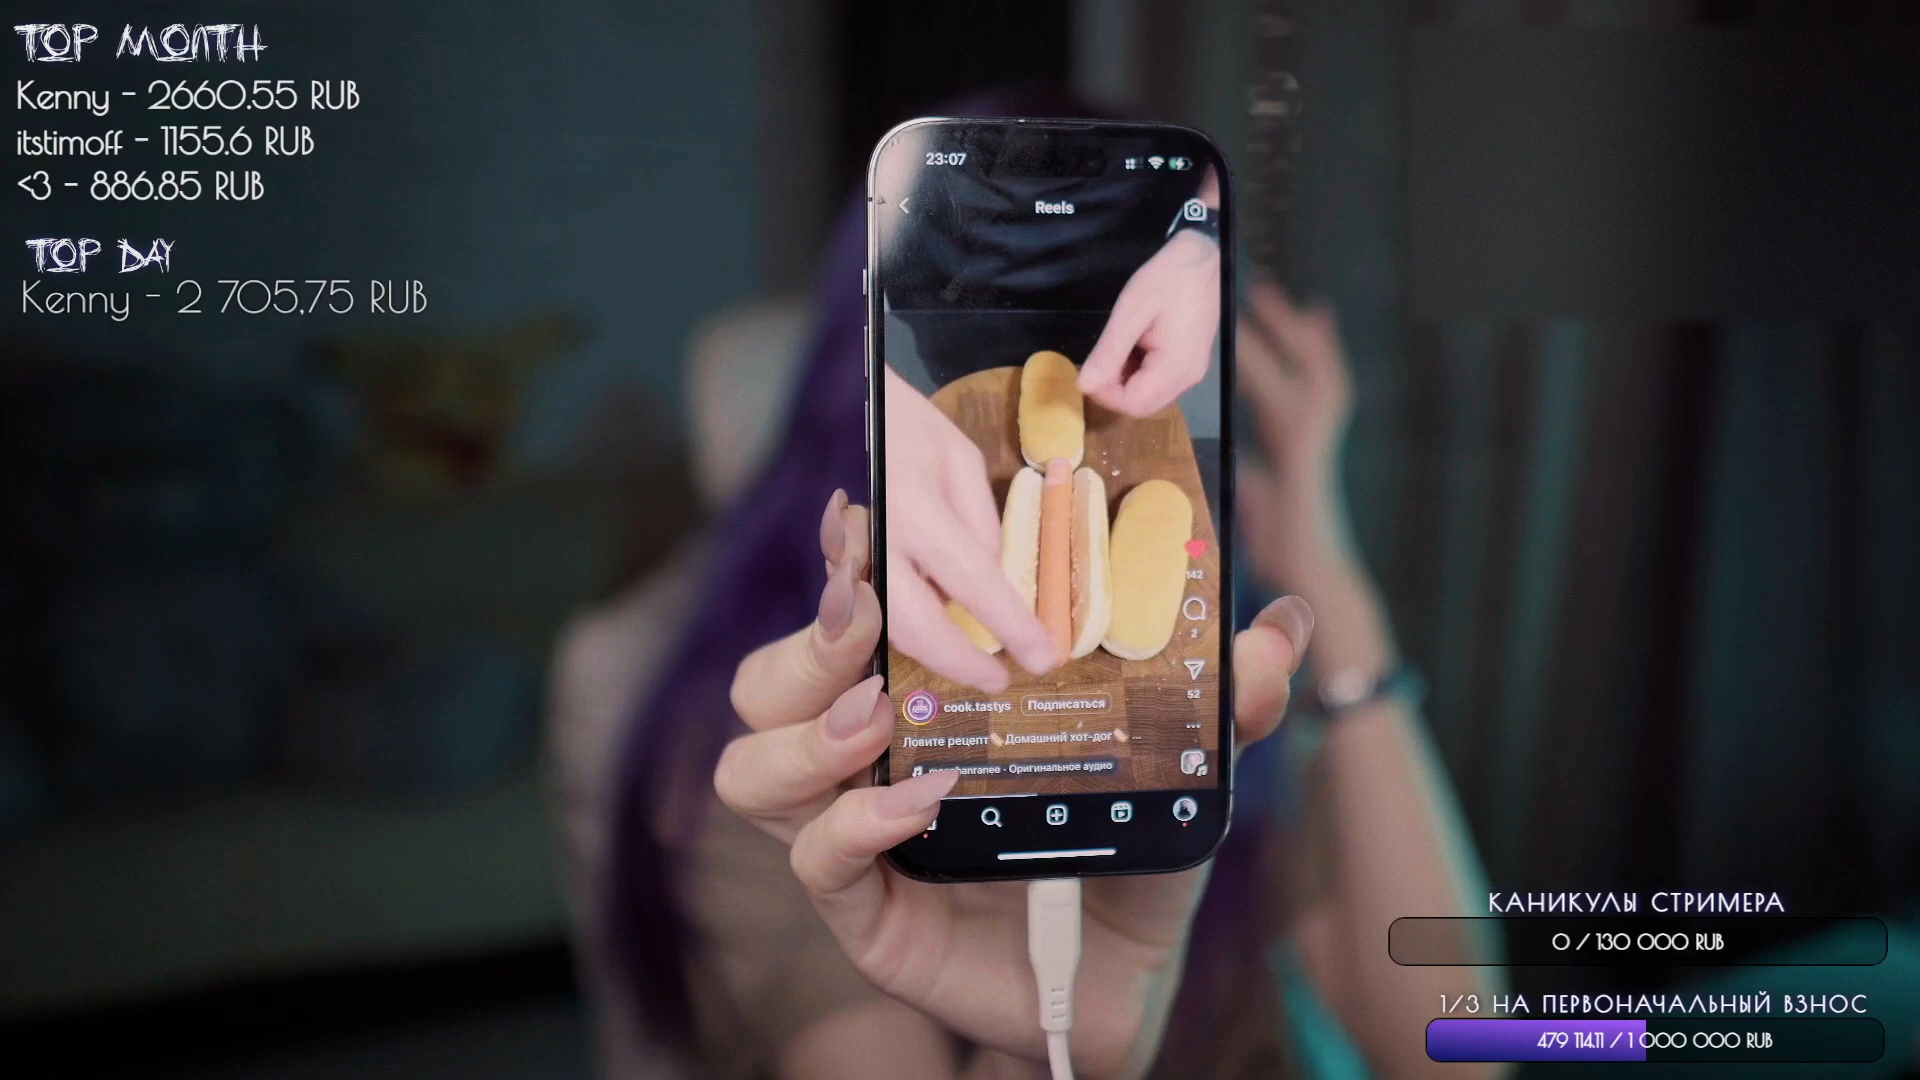 TOP MONTH
Kenny - 2660.55 RUB
itstimoff - 1155.6 RUB
<3 - 886.85 RUB
TOP DAY
Kenny - 2 705,75 RUB
23:07
Reels
142
2
52
cook.tastys Подписаться
Ловите рецепт🌭Домашний хот-дог🌭 ...
Оригинальное аудио
КАНИКУЛЫ СТРИМЕРА
0 / 130 000 RUB
1/3 НА ПЕРВОНАЧАЛЬНЫЙ ВЗНОС
479 114.11 / 1 000 000 RUB